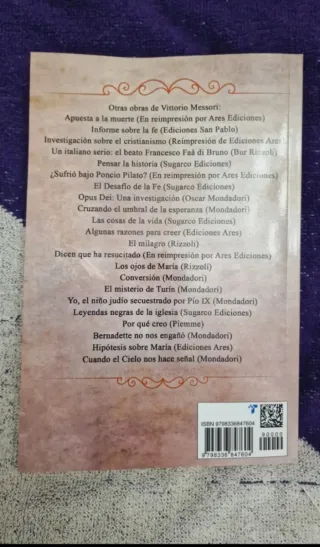 Otras obras de Vittorio Messori:
Apuesta a la muerte (En reimpresión por Ares Ediciones)
Informe sobre la fe (Ediciones San Pablo)
Investigación sobre el cristianismo (Reimpresión de Ediciones Ares)
Un italiano serio: el beato Francesco Faà di Bruno (Bur Rizzoli)
Pensar la historia (Sugarco Ediciones)
¿Sufrió bajo Poncio Pilato? (En reimpresión por Ares Ediciones)
El Desafío de la Fe (Sugarco Ediciones)
Opus Dei: Una investigación (Oscar Mondadori)
Cruzando el umbral de la esperanza (Mondadori)
Las cosas de la vida (Sugarco Ediciones)
Algunas razones para creer (Ediciones Ares)
El milagro (Rizzoli)
Dicen que ha resucitado (En reimpresión por Ares Ediciones)
Los ojos de María (Rizzoli)
Conversión (Mondadori)
El misterio de Turín (Mondadori)
Yo, el niño judío secuestrado por Pío IX (Mondadori)
Leyendas negras de la iglesia (Sugarco Ediciones)
Por qué creo (Piemme)
Bernadette no nos engañó (Mondadori)
Hipótesis sobre María (Ediciones Ares)
Cuando el Cielo nos hace señal (Mondadori)
ISBN 9798336847604
90000
9 798336 847604